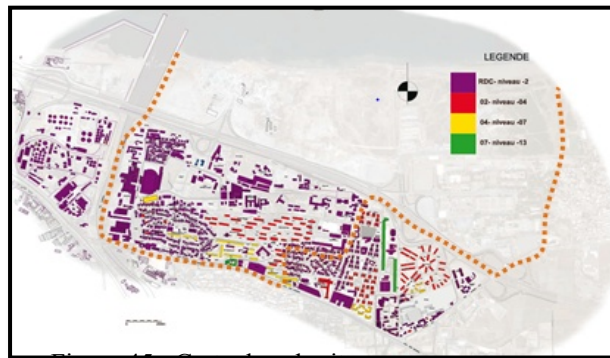 LEGENDE
RDC- niveau -2
02- niveau -04
04- niveau -07
07- niveau -13